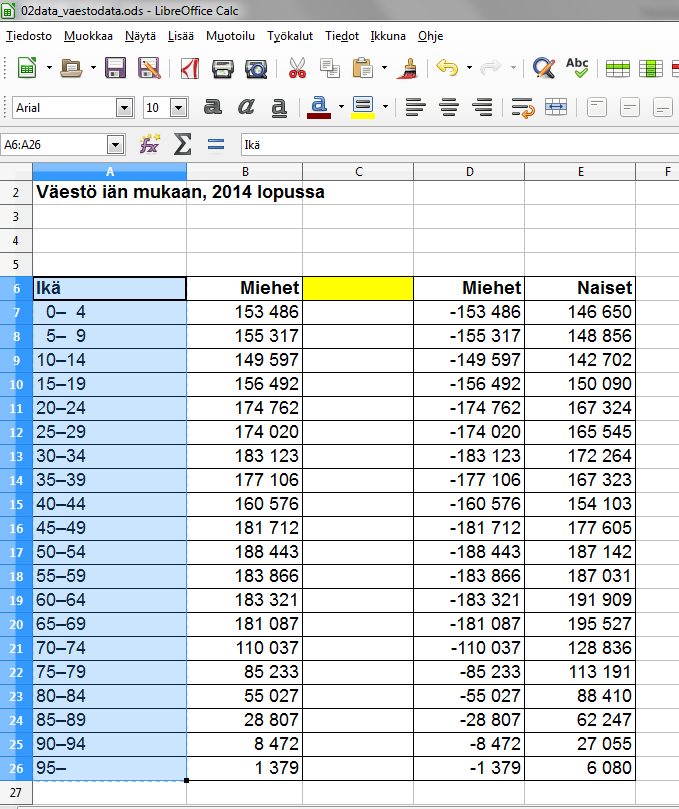 02data_vaestodata.ods - LibreOffice Calc
Tiedosto Muokkaa Näytä Lisää Muotoilu Työkalut Tiedot Ikkuna Ohje
Abc
Arial 10 a a a a
A6:A26 fx Σ = Ikä
A B C D E F
2 Väestö iän mukaan, 2014 lopussa
3
4
5
6 Ikä Miehet Miehet Naiset
7 0– 4 153 486 -153 486 146 650
8 5– 9 155 317 -155 317 148 856
9 10–14 149 597 -149 597 142 702
10 15–19 156 492 -156 492 150 090
11 20–24 174 762 -174 762 167 324
12 25–29 174 020 -174 020 165 545
13 30–34 183 123 -183 123 172 264
14 35–39 177 106 -177 106 167 323
15 40–44 160 576 -160 576 154 103
16 45–49 181 712 -181 712 177 605
17 50–54 188 443 -188 443 187 142
18 55–59 183 866 -183 866 187 031
19 60–64 183 321 -183 321 191 909
20 65–69 181 087 -181 087 195 527
21 70–74 110 037 -110 037 128 836
22 75–79 85 233 -85 233 113 191
23 80–84 55 027 -55 027 88 410
24 85–89 28 807 -28 807 62 247
25 90–94 8 472 -8 472 27 055
26 95– 1 379 -1 379 6 080
27